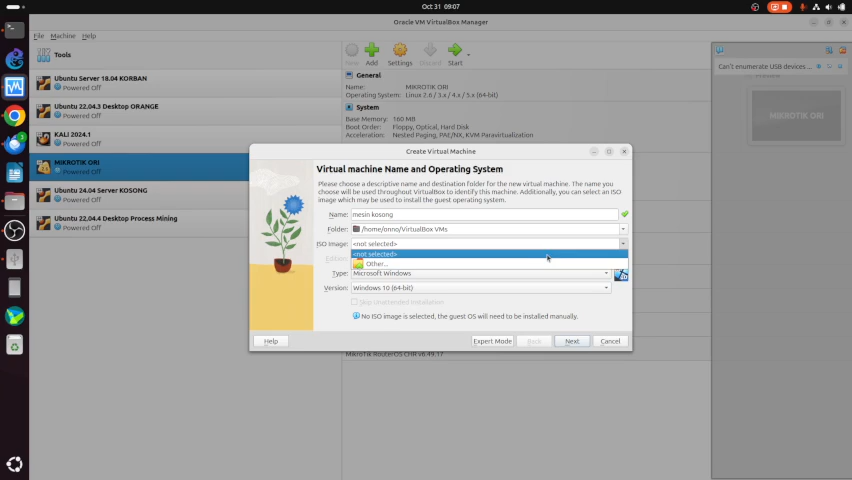 Oct 31 09:07
Oracle VM VirtualBox Manager
File Machine Help
Tools
New Add Settings Discard Start
Ubuntu Server 18.04 KORBAN
Powered Off
Ubuntu 22.04.3 Desktop ORANGE
Powered Off
KALI 2024.1
Powered Off
MIKROTIK ORI
Powered Off
Ubuntu 24.04 Server KOSONG
Powered Off
Ubuntu 22.04.4 Desktop Process Mining
Powered Off
General
Name: MIKROTIK ORI
Operating System: Linux 2.6 / 3.x / 4.x / 5.x (64-bit)
System
Base Memory: 160 MB
Boot Order: Floppy, Optical, Hard Disk
Acceleration: Nested Paging, PAE/NX, KVM Paravirtualization
Can't enumerate USB devices ...
Preview
MIKROTIK ORI
Create Virtual Machine
Virtual machine Name and Operating System
Please choose a descriptive name and destination folder for the new virtual machine. The name you
choose will be used throughout VirtualBox to identify this machine. Additionally, you can select an ISO
image which may be used to install the guest operating system.
Name: mesin kosong
Folder: /home/onno/VirtualBox VMs
ISO Image: <not selected>
<not selected>
Other...
Edition:
Type: Microsoft Windows
Version: Windows 10 (64-bit)
Skip Unattended Installation
No ISO image is selected, the guest OS will need to be installed manually.
Help Expert Mode Back Next Cancel
MikroTik RouterOS CHR v6.49.17